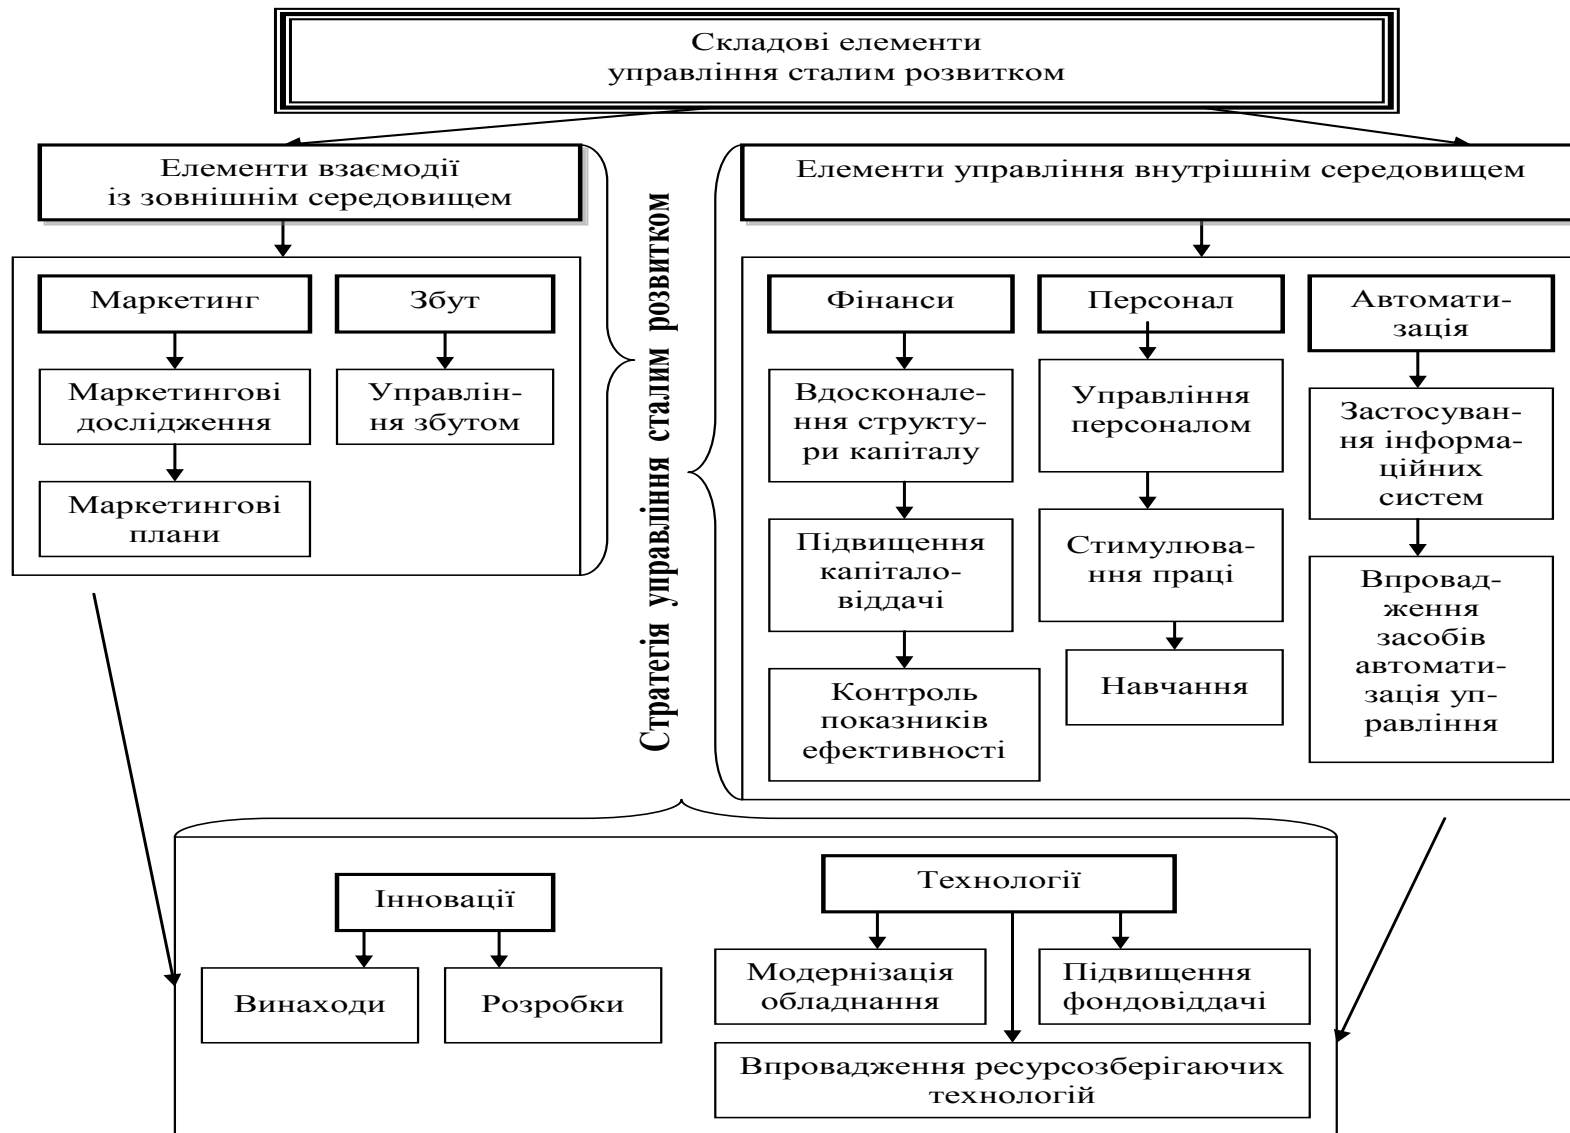 Складові елементи
управління сталим розвитком
Елементи взаємодії
із зовнішнім середовищем
Елементи управління внутрішнім середовищем
Стратегія управління сталим розвитком
Маркетинг
Маркетингові
дослідження
Маркетингові
плани
Збут
Управлін-
ня збутом
Фінанси
Вдосконале-
ння структу-
ри капіталу
Підвищення
капітало-
віддачі
Контроль
показників
ефективності
Персонал
Управління
персоналом
Стимулюва-
ння праці
Навчання
Автомати-
зація
Застосуван-
ня інформа-
ційних
систем
Впровад-
ження
засобів
автомати-
зація уп-
равління
Інновації
Винаходи
Розробки
Технології
Модернізація
обладнання
Підвищення
фондовіддачі
Впровадження ресурсозберігаючих
технологій